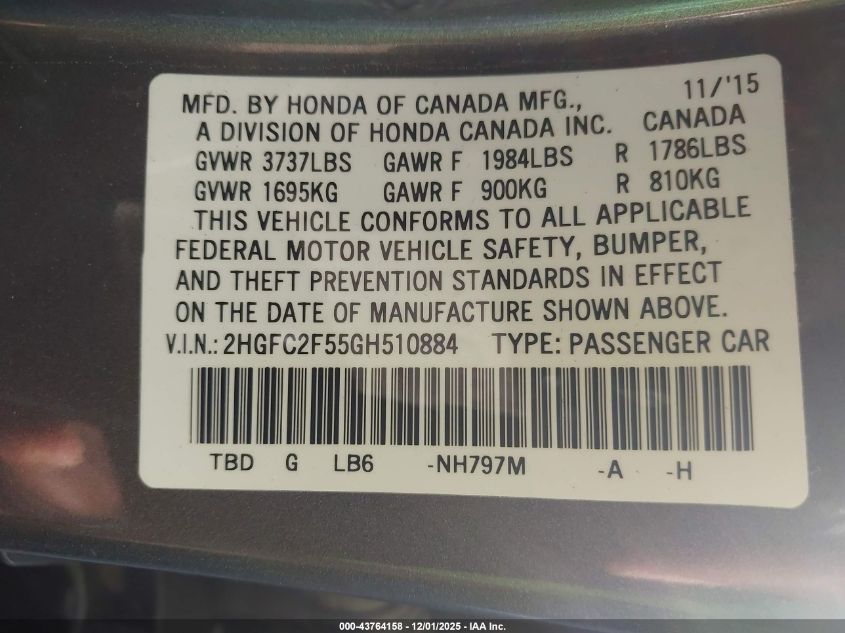 MFD. BY HONDA OF CANADA MFG., 11/'15
A DIVISION OF HONDA CANADA INC. CANADA
GVWR 3737LBS GAWR F 1984LBS R 1786LBS
GVWR 1695KG GAWR F 900KG R 810KG
THIS VEHICLE CONFORMS TO ALL APPLICABLE
FEDERAL MOTOR VEHICLE SAFETY, BUMPER,
AND THEFT PREVENTION STANDARDS IN EFFECT
ON THE DATE OF MANUFACTURE SHOWN ABOVE.
V.I.N.: 2HGFC2F55GH510884 TYPE: PASSENGER CAR
TBD G LB6 -NH797M -A -H
000-43764158 - 12/01/2025 - IAA Inc.